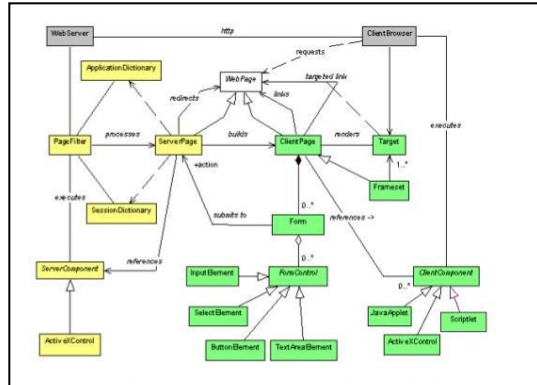 WebServer
http
ClientBrowser
requests
ApplicationDictionary
WebPage
targeted link
redirects
links
PageFilter
processes
ServerPage
builds
ClientPage
renders
Target
executes
+action
1..*
Frameset
executes
SessionDictionary
0..*
submits to
Form
references ->
references
0..*
ServerComponent
InputElement
FormControl
0..*
ClientComponent
SelectElement
JavaApplet
Scriptlet
ActiveXControl
ButtonElement
TextAreaElement
ActiveXControl